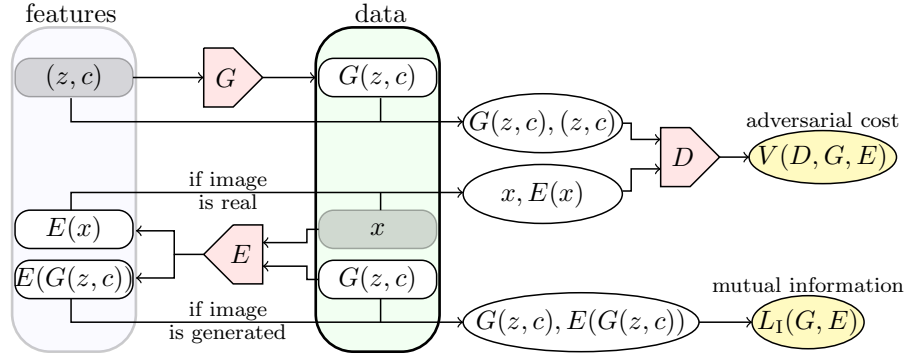 features
data
(z, c)
G
G(z, c)
G(z, c), (z, c)
adversarial cost
D
V(D, G, E)
if image
is real
x, E(x)
E(x)
x
E
E(G(z, c))
G(z, c)
if image
is generated
G(z, c), E(G(z, c))
mutual information
L_I(G, E)